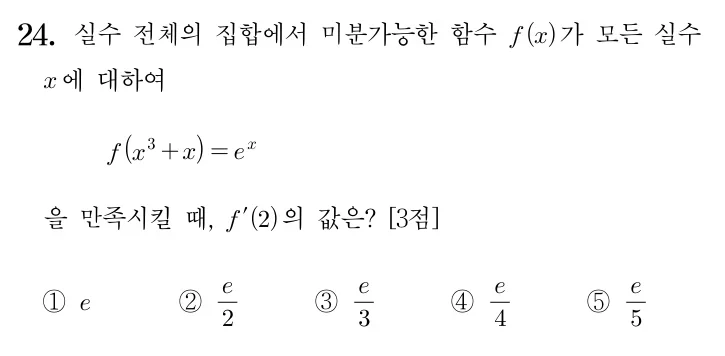 24. 실수 전체의 집합에서 미분가능한 함수 f(x)가 모든 실수
x에 대하여
f(x³+x)=eˣ
을 만족시킬 때, f′(2)의 값은? [3점]
① e ② e/2 ③ e/3 ④ e/4 ⑤ e/5